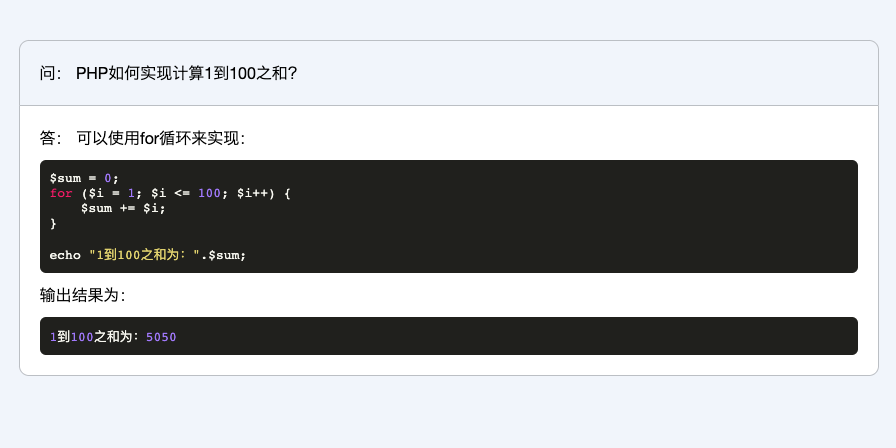 问： PHP如何实现计算1到100之和?
答： 可以使用for循环来实现：
$sum = 0;
for ($i = 1; $i <= 100; $i++) {
    $sum += $i;
}
echo "1到100之和为：".$sum;
输出结果为：
1到100之和为：5050